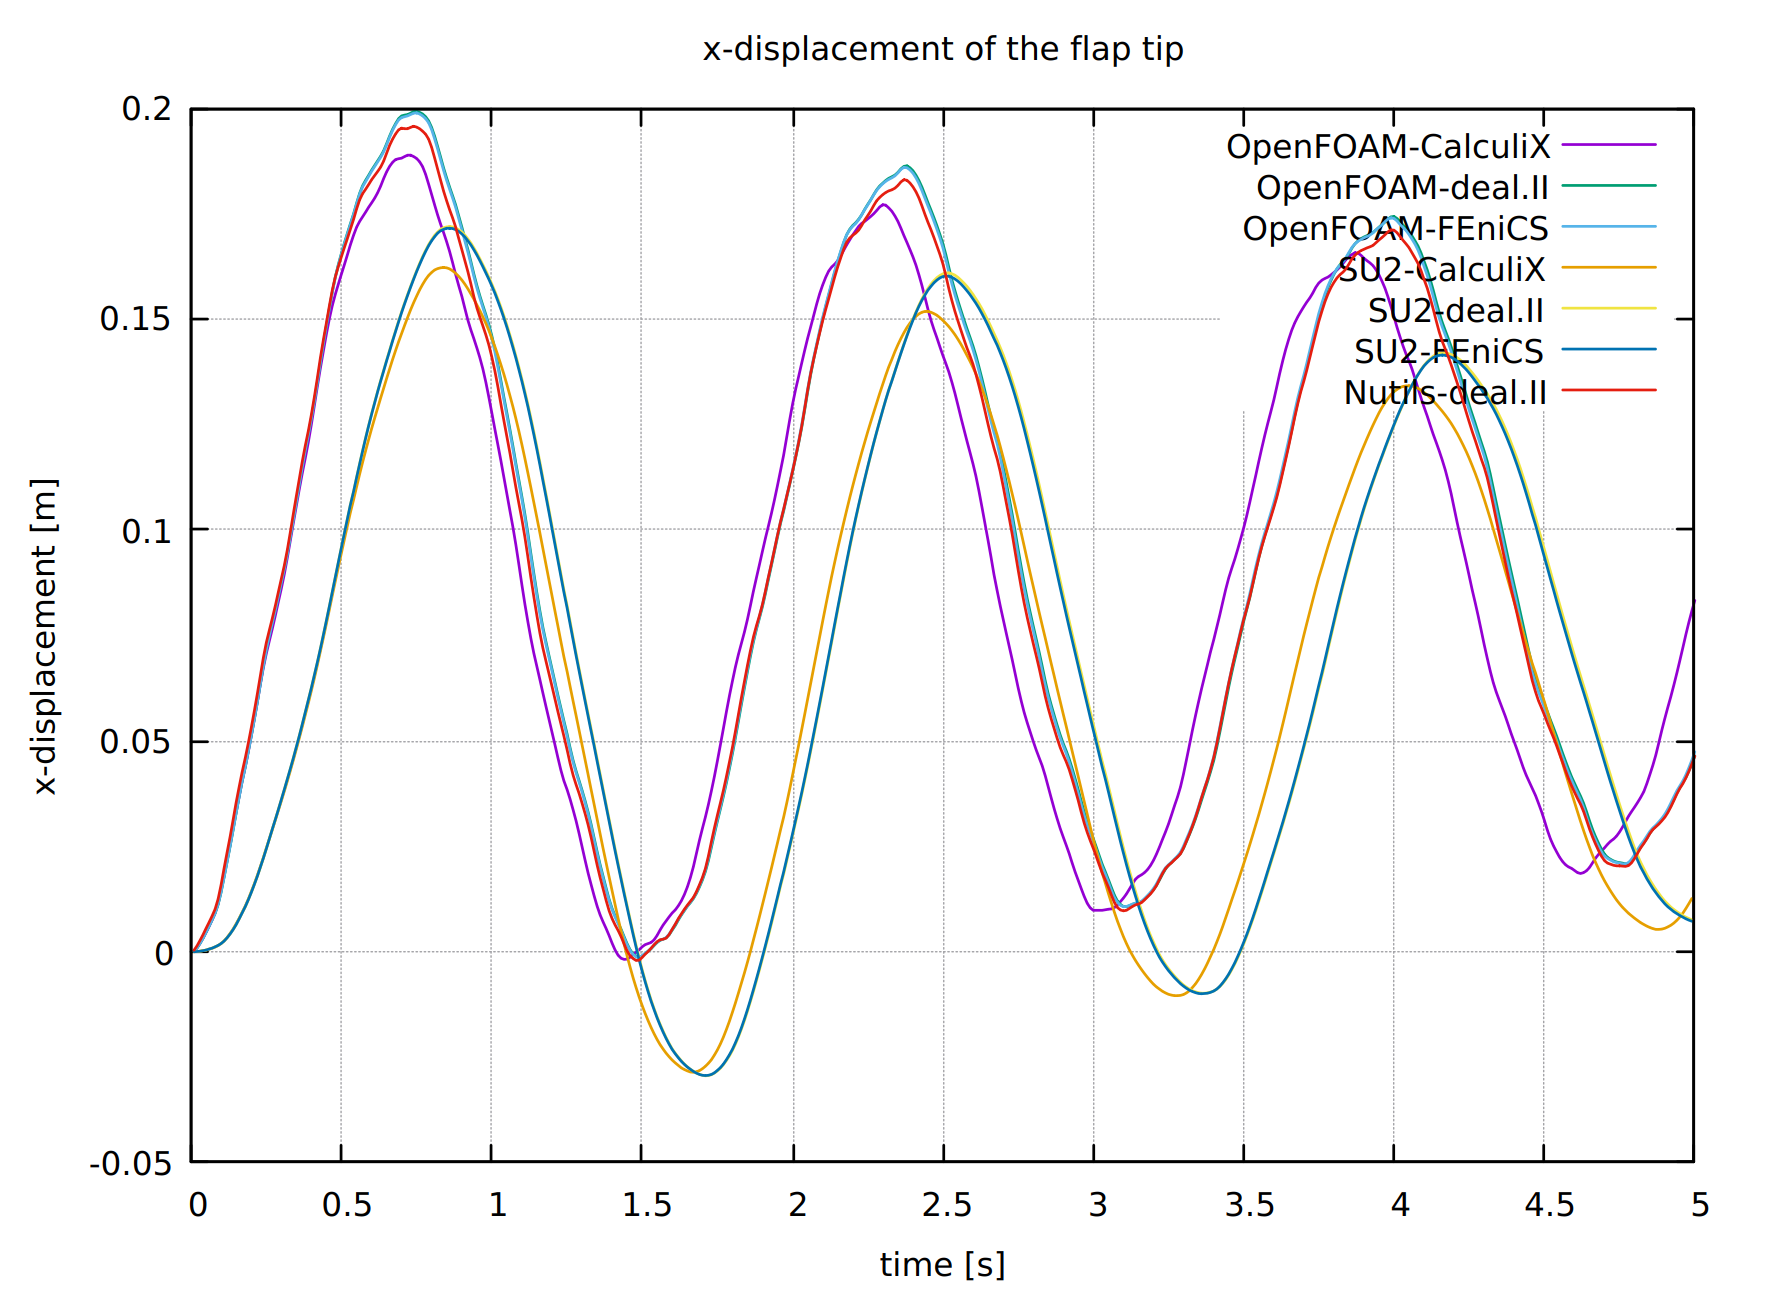 x-displacement of the flap tip
0.2
0.15
0.1
0.05
0
-0.05
x-displacement [m]
OpenFOAM-CalculiX
OpenFOAM-deal.II
OpenFOAM-FEniCS
SU2-CalculiX
SU2-deal.II
SU2-FEniCS
Nutils-deal.II
0 0.5 1 1.5 2 2.5 3 3.5 4 4.5 5
time [s]